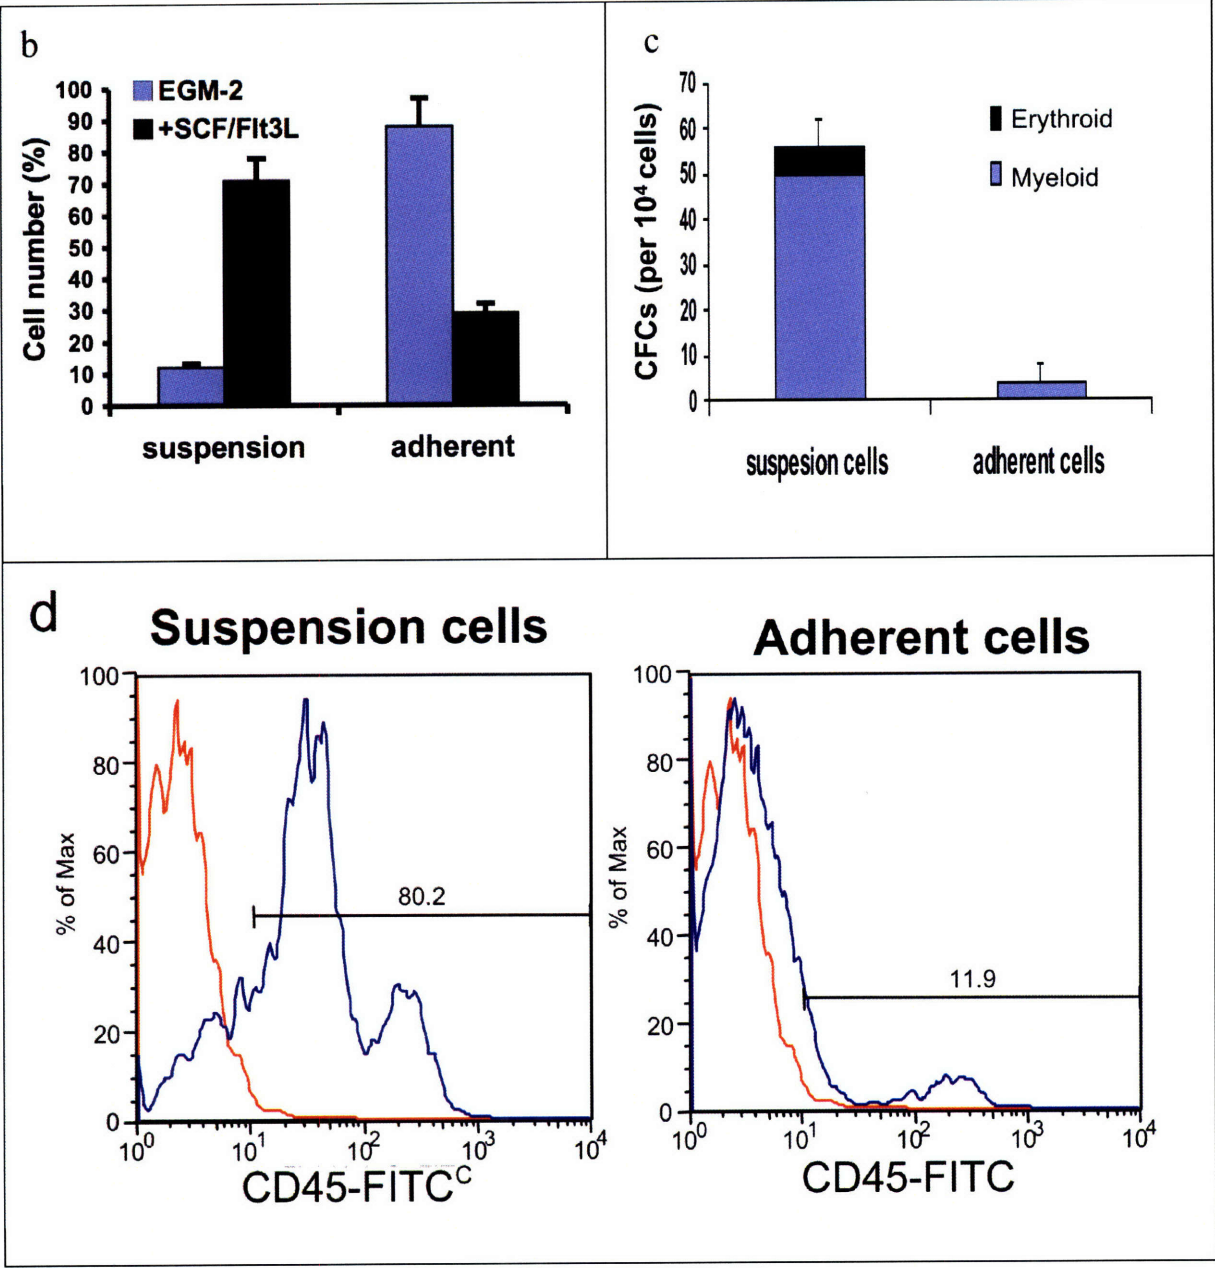 b
EGM-2
+SCF/Flt3L
Cell number (%)
100
90
80
70
60
50
40
30
20
10
0
suspension adherent
c
Erythroid
Myeloid
CFCs (per 10⁴ cells)
70
60
50
40
30
20
10
0
suspesion cells adherent cells
d
Suspension cells
% of Max
100
80
60
40
20
0
80.2
10⁰ 10¹ 10² 10³ 10⁴
CD45-FITCᶜ
Adherent cells
% of Max
100
80
60
40
20
0
11.9
10⁰ 10¹ 10² 10³ 10⁴
CD45-FITC